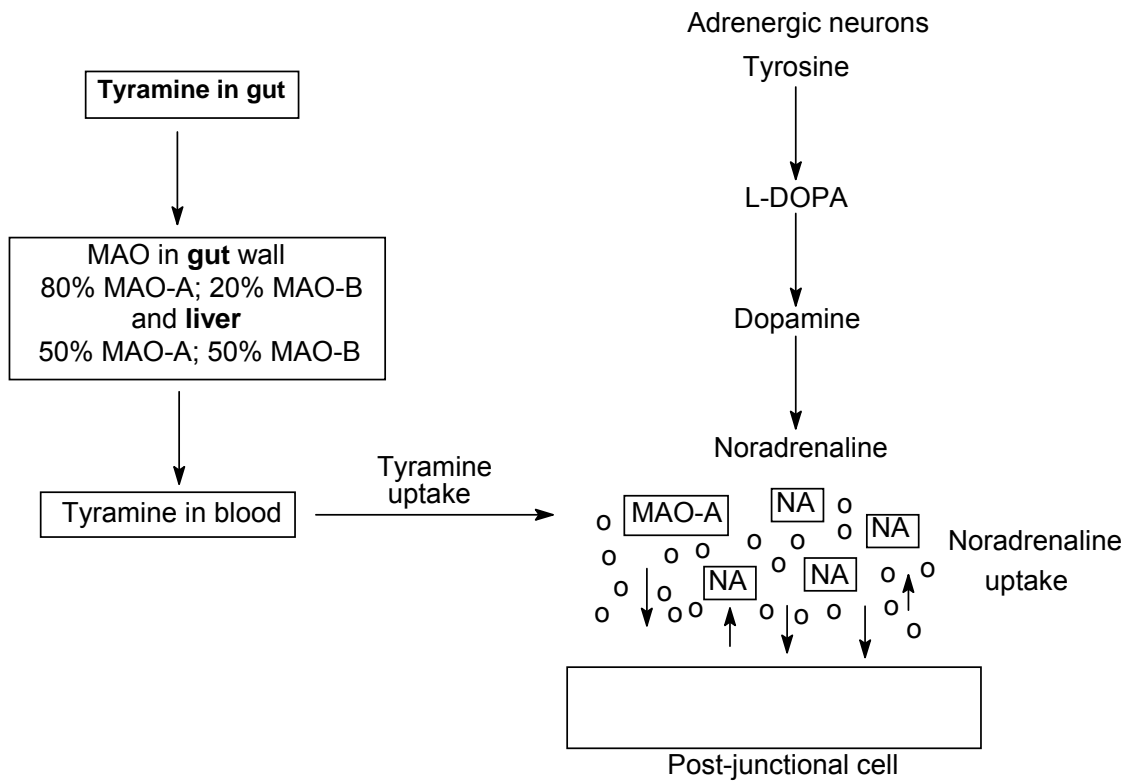 Adrenergic neurons
Tyrosine
Tyramine in gut
L-DOPA
MAO in gut wall
80% MAO-A; 20% MAO-B
and liver
50% MAO-A; 50% MAO-B
Dopamine
Noradrenaline
Tyramine
uptake
Tyramine in blood
MAO-A
NA
NA
NA
NA
Noradrenaline
uptake
Post-junctional cell